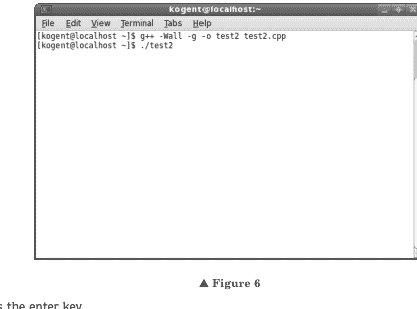 kogent@localhost:~
File Edit View Terminal Tabs Help
[kogent@localhost ~]$ g++ -Wall -g -o test2 test2.cpp
[kogent@localhost ~]$ ./test2
▲ Figure 6
the enter key